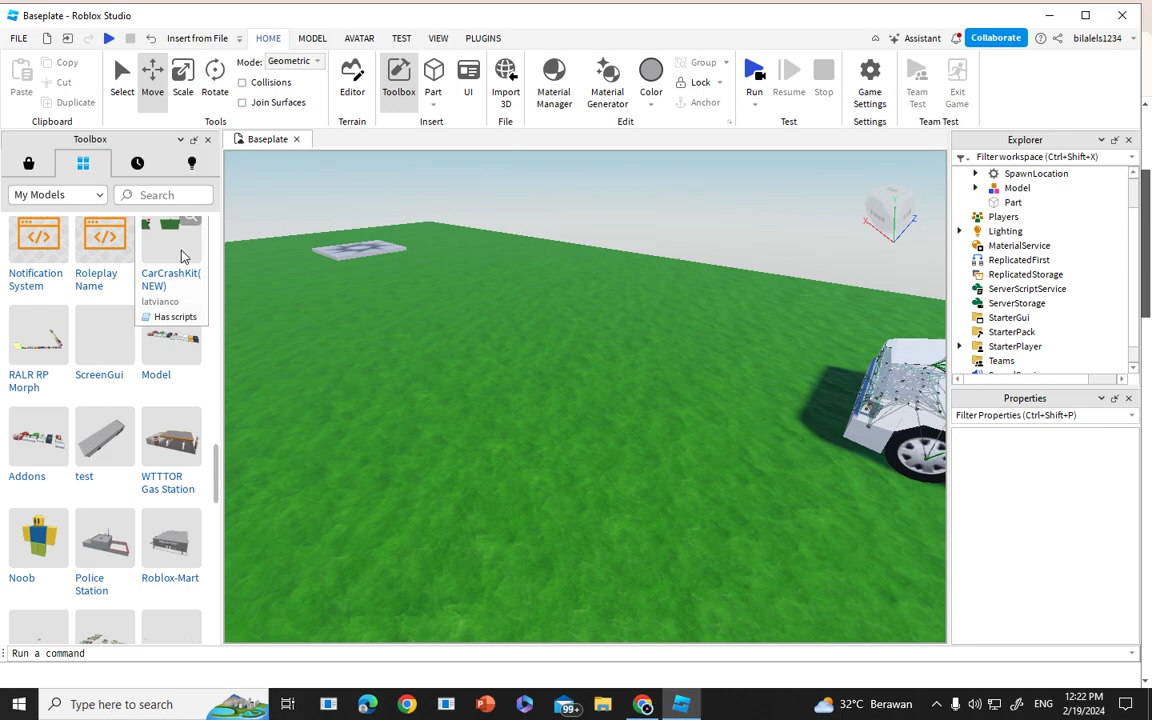 Baseplate - Roblox Studio
FILE
Insert from File
HOME
MODEL
AVATAR
TEST
VIEW
PLUGINS
Assistant
Collaborate
bilalels1234
Paste
Copy
Cut
Duplicate
Clipboard
Select
Move
Scale
Rotate
Mode: Geometric
Collisions
Join Surfaces
Tools
Editor
Terrain
Toolbox
Part
UI
Insert
Import
3D
File
Material
Manager
Material
Generator
Color
Group
Lock
Anchor
Edit
Run
Resume
Stop
Test
Game
Settings
Settings
Team
Test
Exit
Game
Team Test
Toolbox
My Models
Search
Notification
System
Roleplay
Name
CarCrashKit(
NEW)
latvianco
Has scripts
RALR RP
Morph
ScreenGui
Model
Addons
test
WTTTOR
Gas Station
Noob
Police
Station
Roblox-Mart
Baseplate
X
Y
Z
Explorer
Filter workspace (Ctrl+Shift+X)
SpawnLocation
Model
Part
Players
Lighting
MaterialService
ReplicatedFirst
ReplicatedStorage
ServerScriptService
ServerStorage
StarterGui
StarterPack
StarterPlayer
Teams
Properties
Filter Properties (Ctrl+Shift+P)
Run a command
Type here to search
99+
32°C Berawan
ENG
12:22 PM
2/19/2024